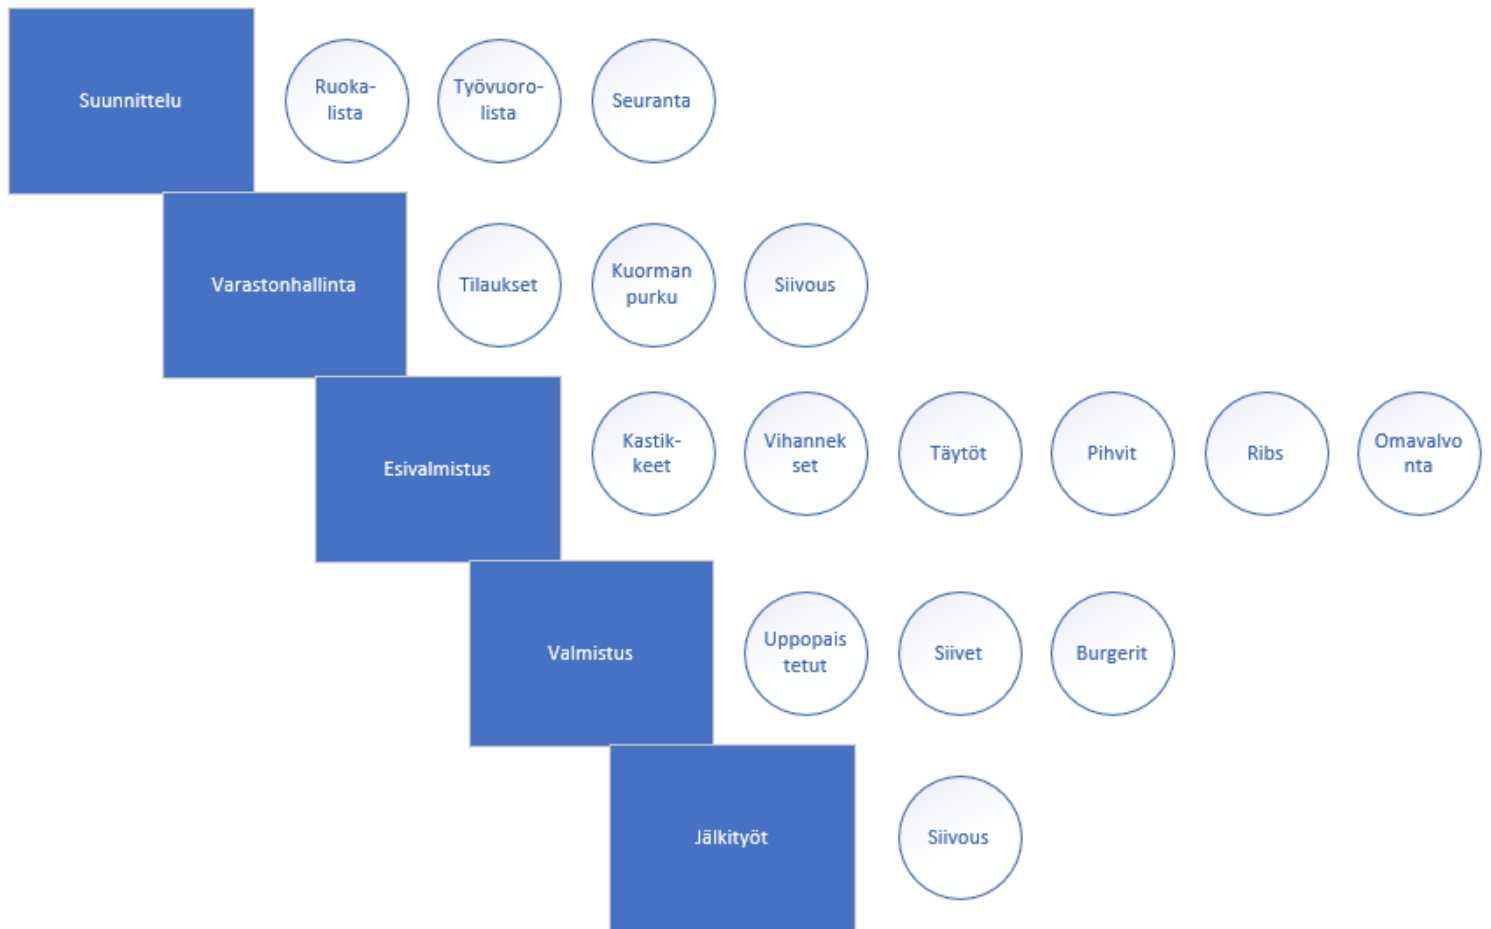 Suunnittelu
Ruoka-
lista
Työvuoro-
lista
Seuranta
Varastonhallinta
Tilaukset
Kuorman
purku
Siivous
Esivalmistus
Kastik-
keet
Vihannek
set
Täytöt
Pihvit
Ribs
Omavalvo
nta
Valmistus
Uppopais
tetut
Siivet
Burgerit
Jälkityöt
Siivous